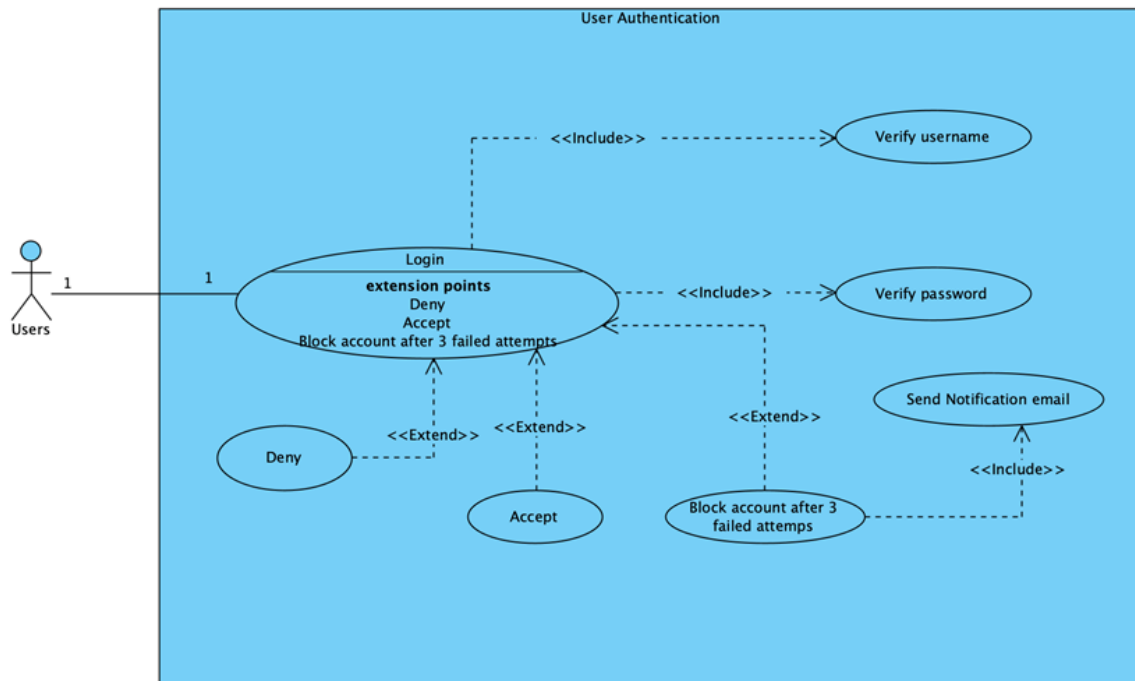 User Authentication
<<Include>>
Verify username
Login
1
1
extension points
<<Include>>
Verify password
Deny
Users
Accept
Block account after 3 failed attempts
Send Notification email
<<Extend>>
<<Extend>>
<<Extend>>
Deny
<<Include>>
Accept
Block account after 3
failed attemps